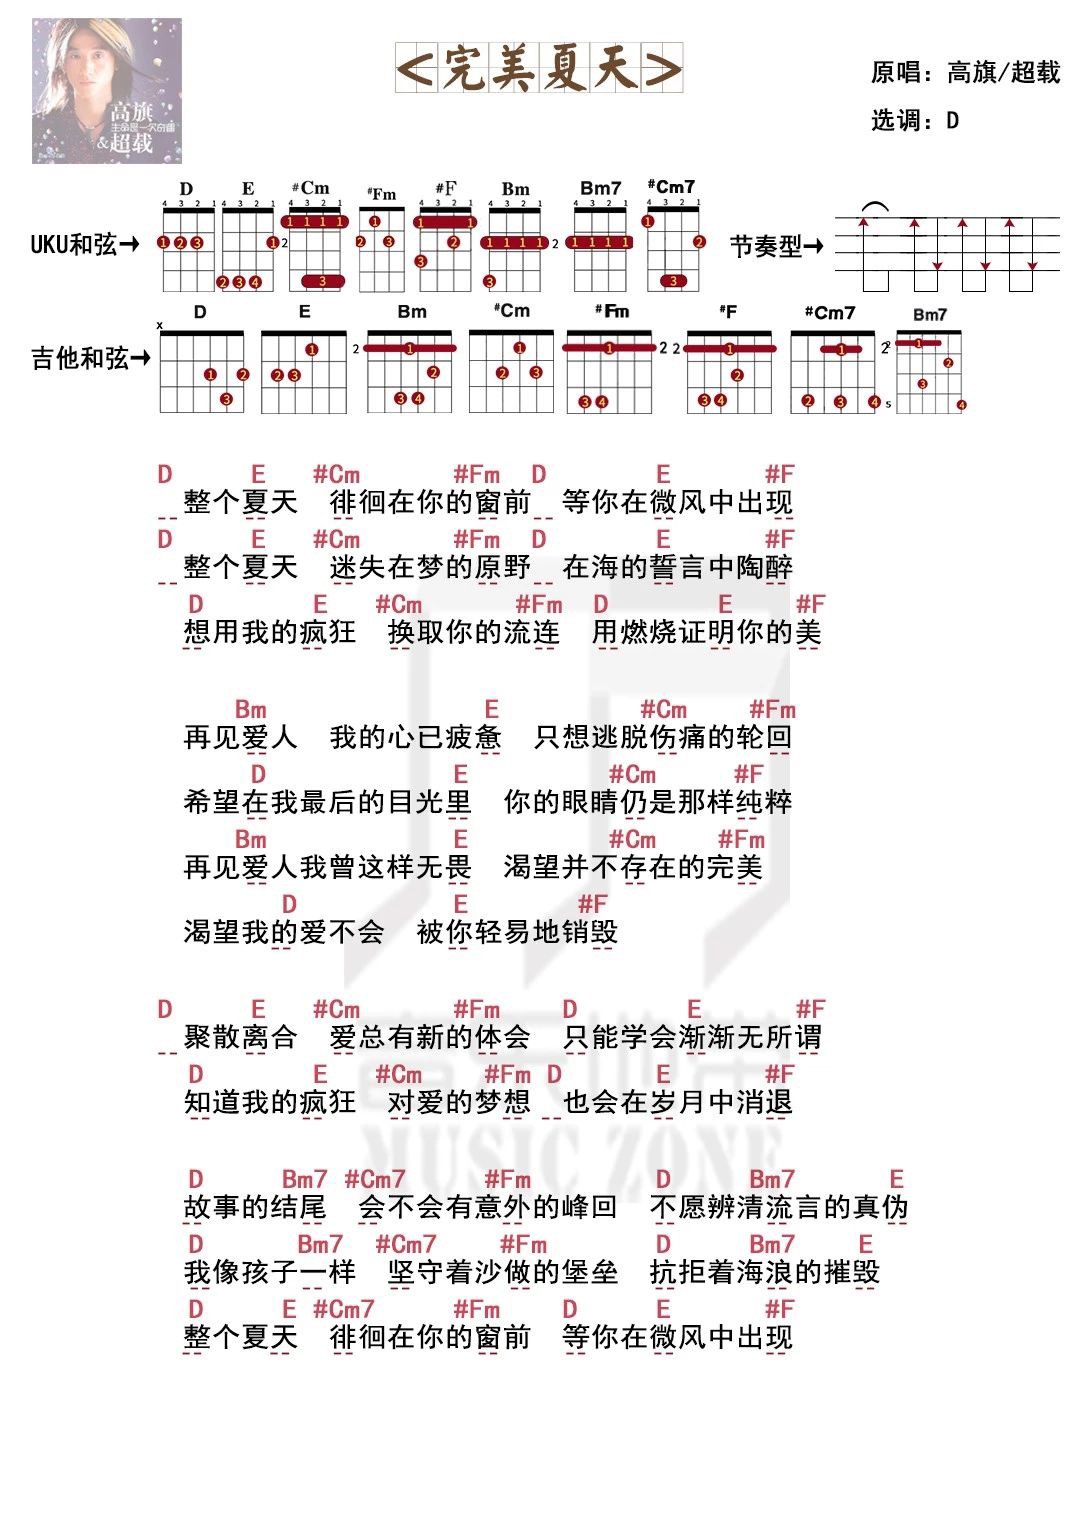 <完美夏天>
原唱：高旗/超载
选调：D
高旗
生命是一次奇遇
&超载
D E #Cm #Fm #F Bm Bm7 #Cm7
UKU和弦→
节奏型→
D E Bm #Cm #Fm #F #Cm7 Bm7
吉他和弦→
D E #Cm #Fm D E #F
整个夏天 徘徊在你的窗前 等你在微风中出现
D E #Cm #Fm D E #F
整个夏天 迷失在梦的原野 在海的誓言中陶醉
D E #Cm #Fm D E #F
想用我的疯狂 换取你的流连 用燃烧证明你的美
Bm E #Cm #Fm
再见爱人 我的心已疲惫 只想逃脱伤痛的轮回
D E #Cm #F
希望在我最后的目光里 你的眼睛仍是那样纯粹
Bm E #Cm #Fm
再见爱人我曾这样无畏 渴望并不存在的完美
D E #F
渴望我的爱不会 被你轻易地销毁
D E #Cm #Fm D E #F
聚散离合 爱总有新的体会 只能学会渐渐无所谓
D E #Cm #Fm D E #F
知道我的疯狂 对爱的梦想 也会在岁月中消退
D Bm7 #Cm7 #Fm D Bm7 E
故事的结尾 会不会有意外的峰回 不愿辨清流言的真伪
D Bm7 #Cm7 #Fm D Bm7 E
我像孩子一样 坚守着沙做的堡垒 抗拒着海浪的摧毁
D E #Cm7 #Fm D E #F
整个夏天 徘徊在你的窗前 等你在微风中出现
音乐地带
MUSIC ZONE